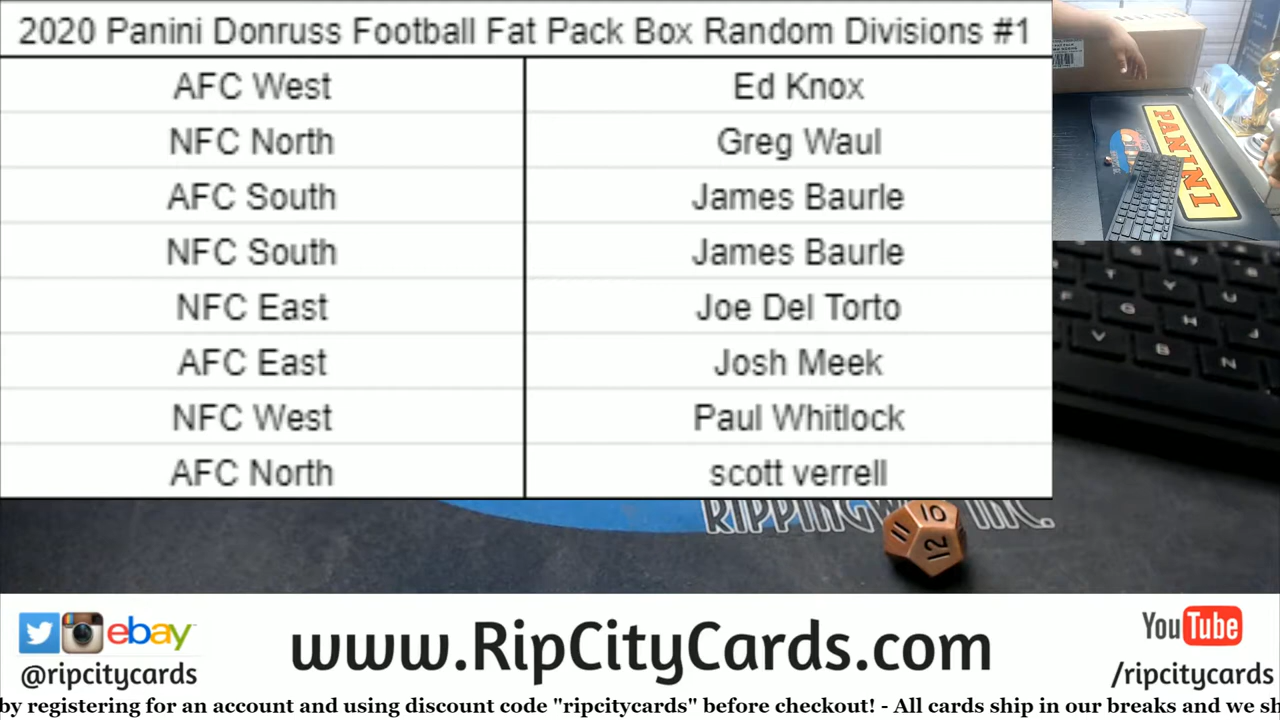 2020 Panini Donruss Football Fat Pack Box Random Divisions #1
AFC West Ed Knox
NFC North Greg Waul
AFC South James Baurle
NFC South James Baurle
NFC East Joe Del Torto
AFC East Josh Meek
NFC West Paul Whitlock
AFC North scott verrell
PANINI
T Y U
F G H J
V B N
INC.
11 10
12
ebay
@ripcitycards
www.RipCityCards.com
YouTube
/ripcitycards
by registering for an account and using discount code "ripcitycards" before checkout! - All cards ship in our breaks and we sh